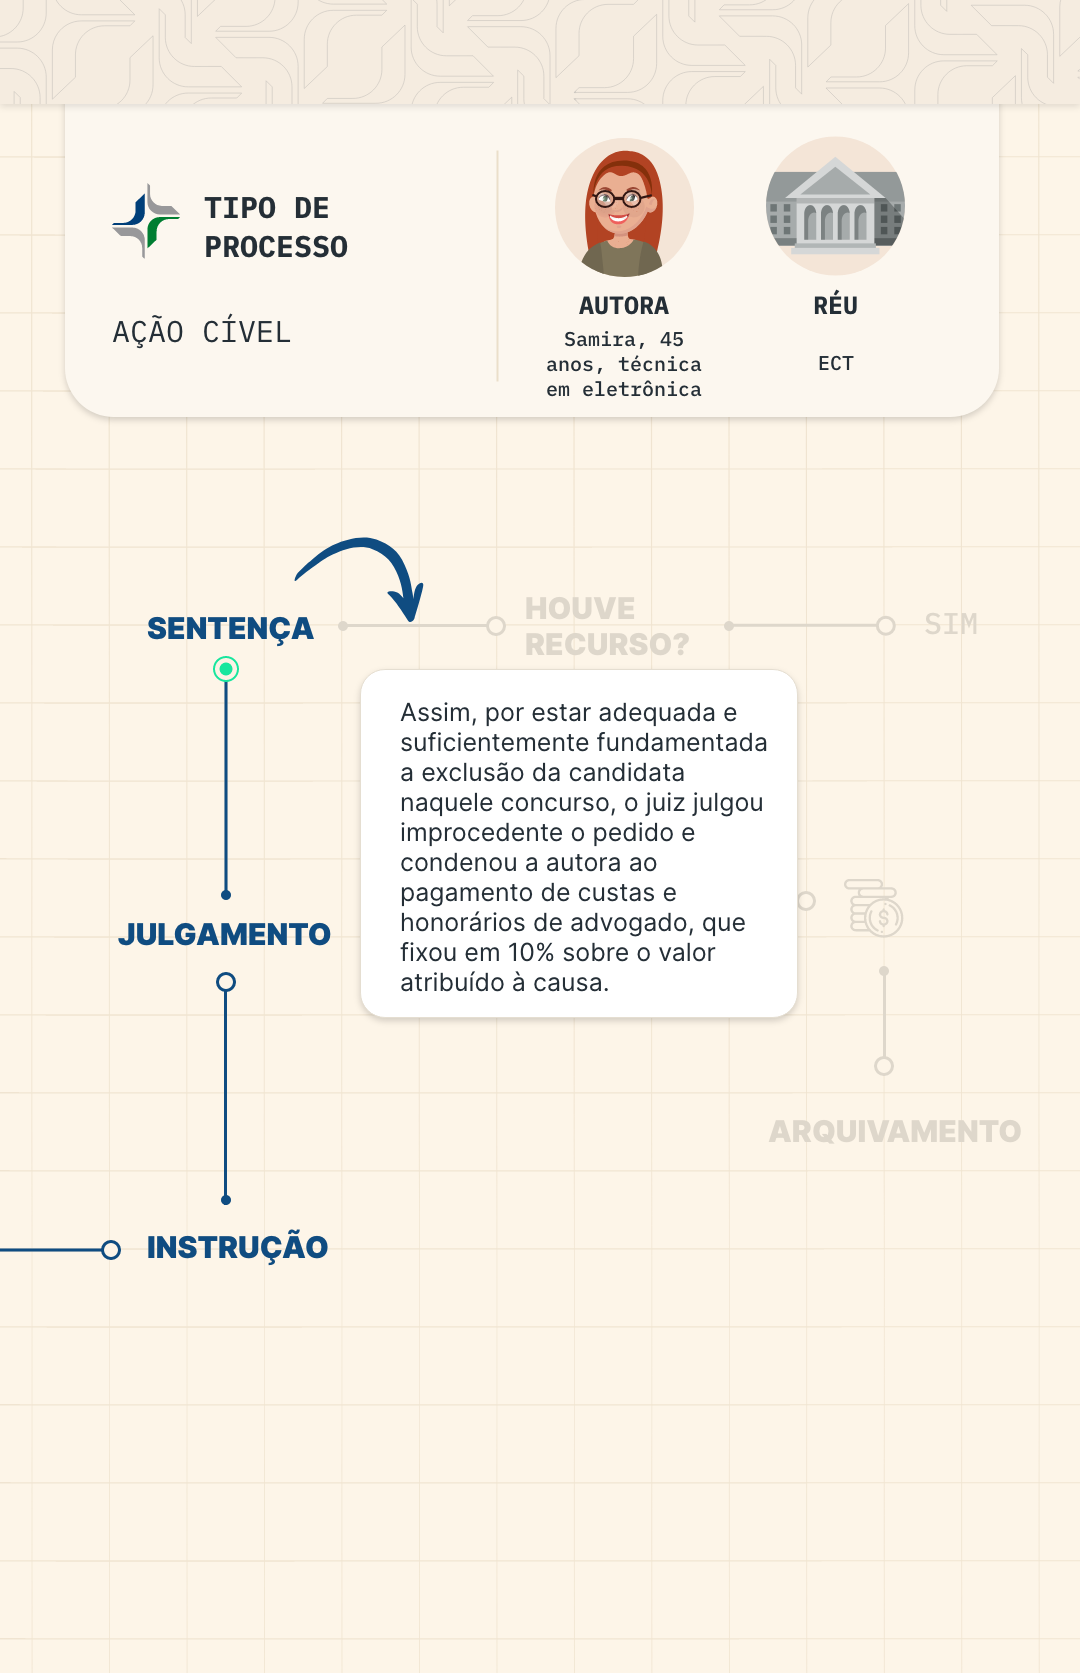 TIPO DE
PROCESSO
AÇÃO CÍVEL
AUTORA
Samira, 45
anos, técnica
em eletrônica
RÉU
ECT
SENTENÇA
HOUVE
RECURSO?
SIM
Assim, por estar adequada e
suficientemente fundamentada
a exclusão da candidata
naquele concurso, o juiz julgou
improcedente o pedido e
condenou a autora ao
pagamento de custas e
honorários de advogado, que
fixou em 10% sobre o valor
atribuído à causa.
JULGAMENTO
$
ARQUIVAMENTO
INSTRUÇÃO